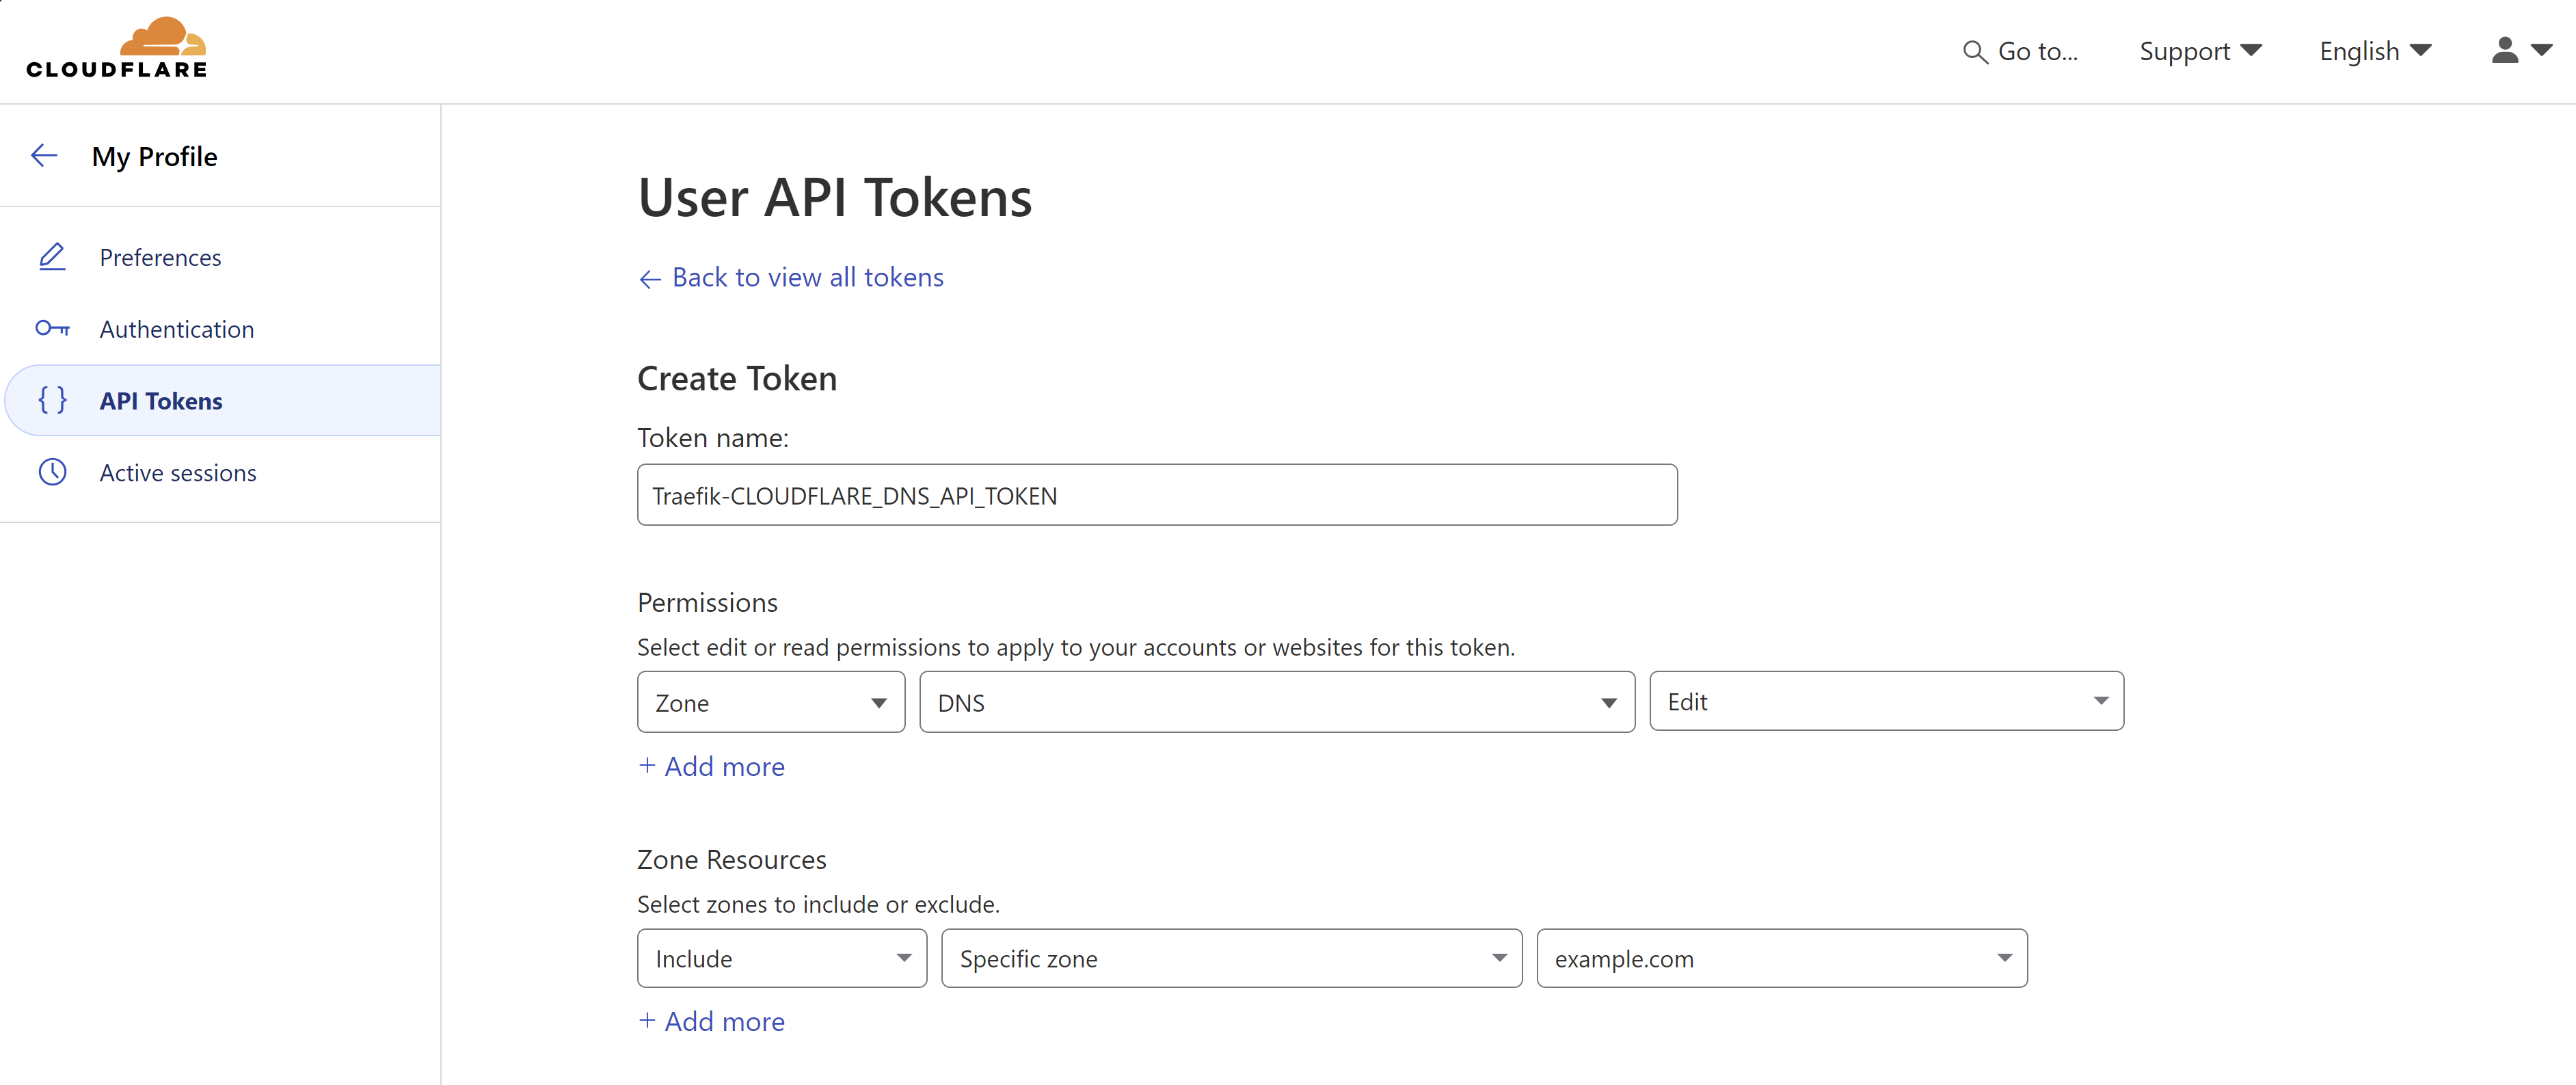 CLOUDFLARE
Go to...
Support
English
My Profile
Preferences
Authentication
API Tokens
Active sessions
User API Tokens
Back to view all tokens
Create Token
Token name:
Traefik-CLOUDFLARE_DNS_API_TOKEN
Permissions
Select edit or read permissions to apply to your accounts or websites for this token.
Zone DNS Edit
+ Add more
Zone Resources
Select zones to include or exclude.
Include Specific zone example.com
+ Add more